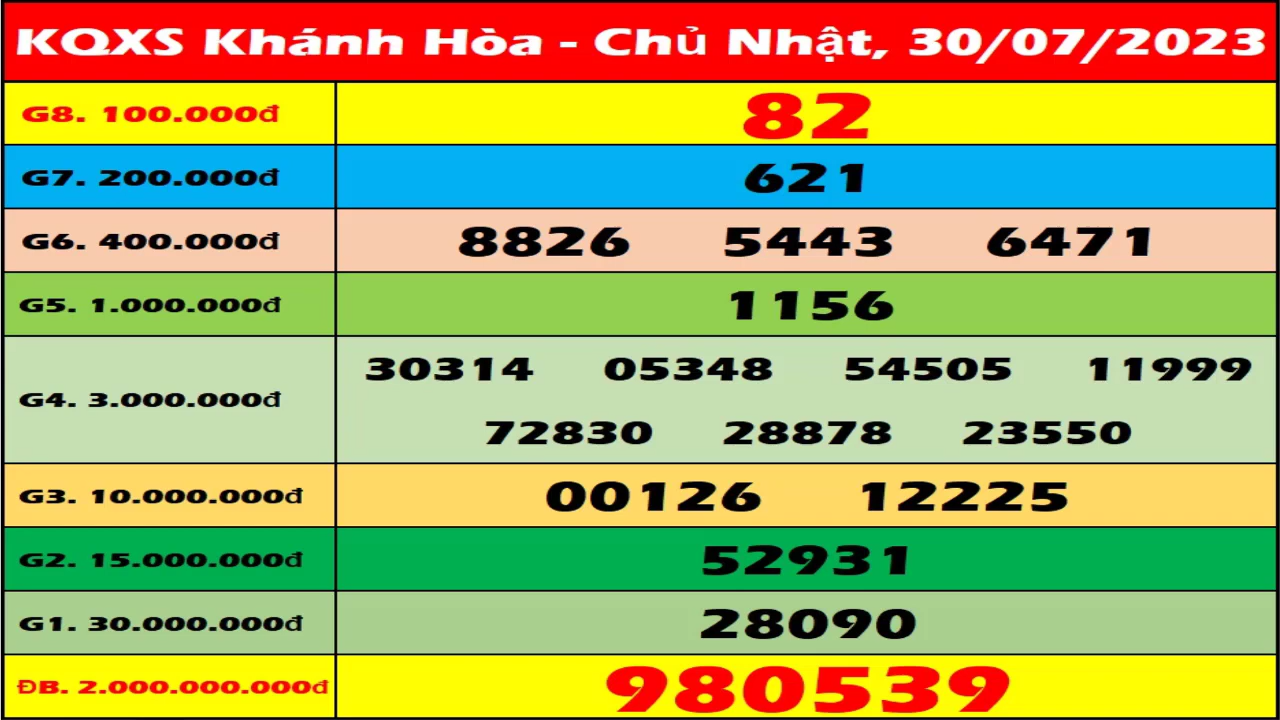 KQXS Khánh Hòa - Chủ Nhật, 30/07/2023
G8. 100.000đ 82
G7. 200.000đ 621
G6. 400.000đ 8826 5443 6471
G5. 1.000.000đ 1156
G4. 3.000.000đ 30314 05348 54505 11999
72830 28878 23550
G3. 10.000.000đ 00126 12225
G2. 15.000.000đ 52931
G1. 30.000.000đ 28090
ĐB. 2.000.000.000đ 980539